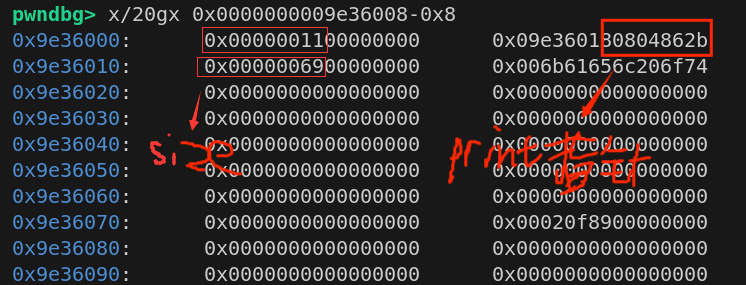 pwndbg> x/20gx 0x0000000009e36008-0x8
0x9e36000: 0x0000001100000000 0x09e360130804862b
0x9e36010: 0x0000006900000000 0x006b61656c206f74
0x9e36020: 0x0000000000000000 0x0000000000000000
0x9e36030: 0x0000000000000000 0x0000000000000000
0x9e36040: 0x0000000000000000 0x0000000000000000
size print指针
0x9e36050: 0x0000000000000000 0x0000000000000000
0x9e36060: 0x0000000000000000 0x0000000000000000
0x9e36070: 0x0000000000000000 0x00020f8900000000
0x9e36080: 0x0000000000000000 0x0000000000000000
0x9e36090: 0x0000000000000000 0x0000000000000000